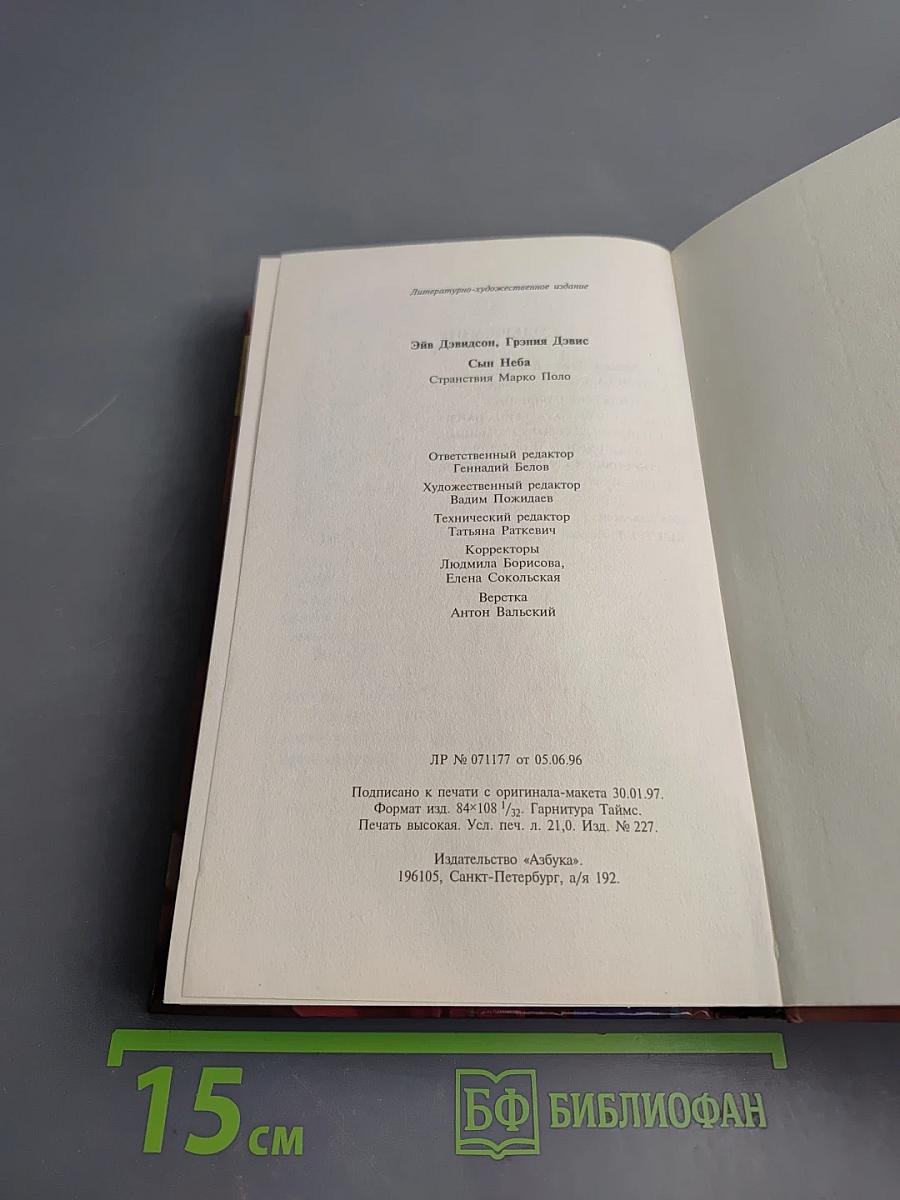 Литературно-художественное издание
Эйв Дэвидсон, Грэния Дэвис
Сын Неба
Странствия Марко Поло
Ответственный редактор
Геннадий Белов
Художественный редактор
Вадим Пожидаев
Технический редактор
Татьяна Раткевич
Корректоры
Людмила Борисова,
Елена Сокольская
Верстка
Антон Вальский
ЛР № 071177 от 05.06.96
Подписано к печати с оригинала-макета 30.01.97.
Формат изд. 84×108 1/32. Гарнитура Таймс.
Печать высокая. Усл. печ. л. 21,0. Изд. № 227.
Издательство «Азбука».
196105, Санкт-Петербург, а/я 192.
15 см
БФ БИБЛИОФАН